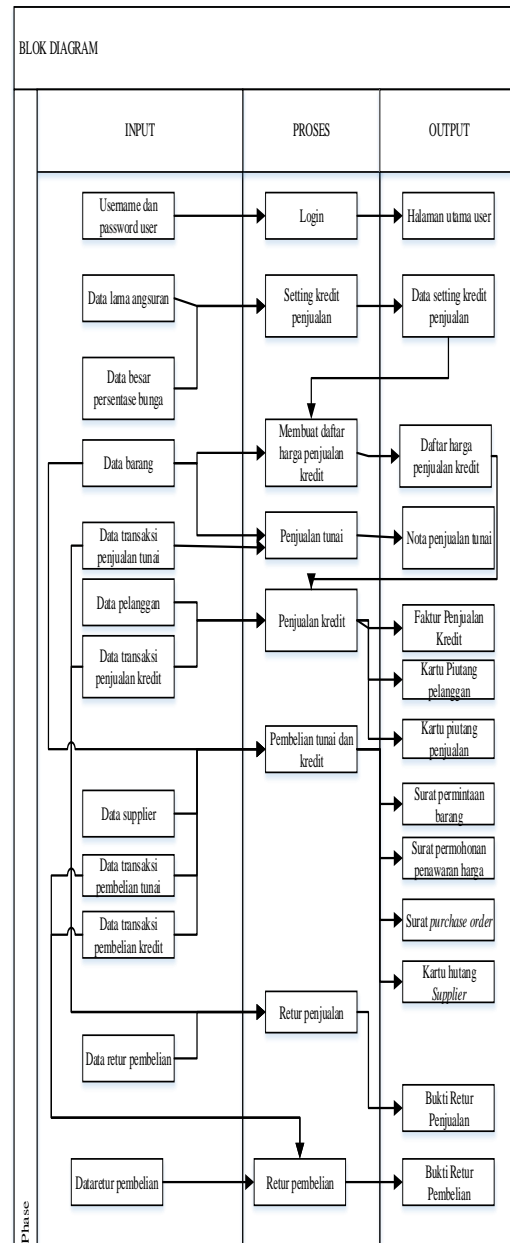 BLOK DIAGRAM
INPUT
PROSES
OUTPUT
Username dan
password user
Login
Halaman utama user
Data lama angsuran
Setting kredit
penjualan
Data setting kredit
penjualan
Data besar
persentase bunga
Membuat daftar
harga penjualan
kredit
Daftar harga
penjualan kredit
Data barang
Data transaksi
penjualan tunai
Penjualan tunai
Nota penjualan tunai
Data pelanggan
Penjualan kredit
Faktur Penjualan
Kredit
Data transaksi
penjualan kredit
Kartu Piutang
pelanggan
Kartu piutang
penjualan
Pembelian tunai dan
kredit
Data supplier
Surat permintaan
barang
Data transaksi
pembelian tunai
Surat permohonan
penawaran harga
Data transaksi
pembelian kredit
Surat purchase order
Kartu hutang
Supplier
Retur penjualan
Data retur pembelian
Bukti Retur
Penjualan
Dataretur pembelian
Retur pembelian
Bukti Retur
Pembelian
Phase